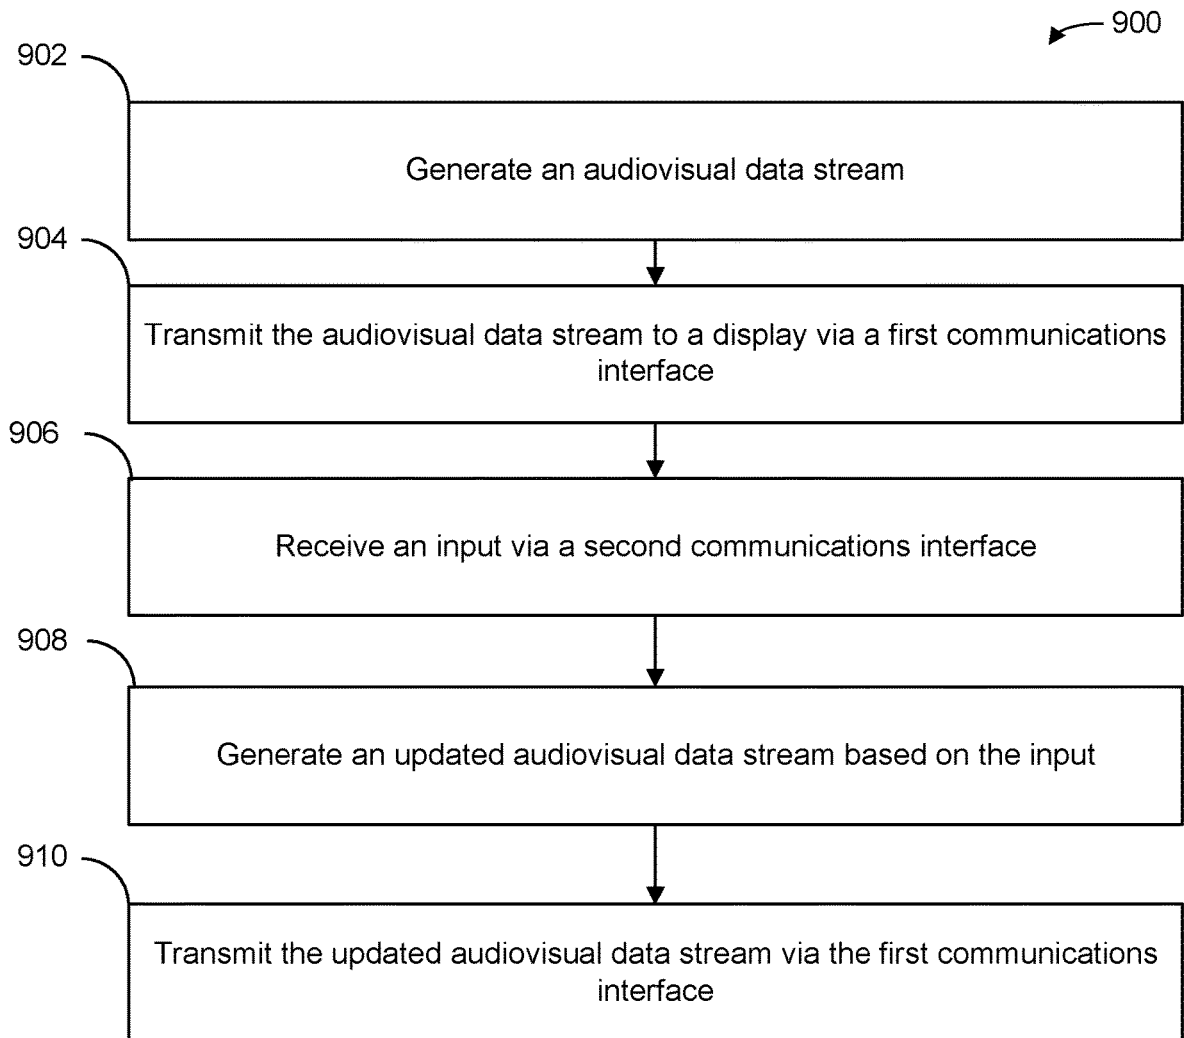 900
902
Generate an audiovisual data stream
904
Transmit the audiovisual data stream to a display via a first communications
interface
906
Receive an input via a second communications interface
908
Generate an updated audiovisual data stream based on the input
910
Transmit the updated audiovisual data stream via the first communications
interface